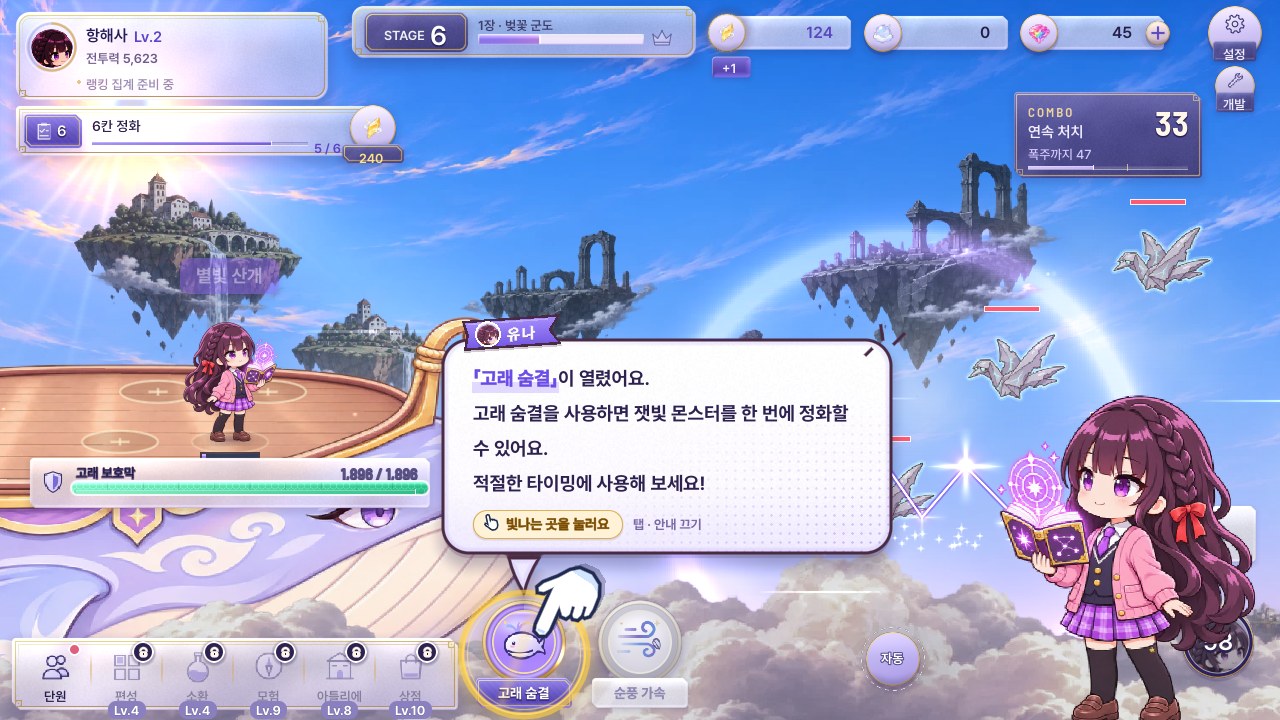 항해사 Lv.2
전투력 5,623
랭킹 집계 준비 중
STAGE 6
1장 · 벚꽃 군도
124
+1
0
45
설정
개발
6
6칸 정화
5 / 6
240
COMBO
연속 처치
33
폭주까지 47
별빛 산개
유나
『고래 숨결』이 열렸어요.
고래 숨결을 사용하면 잿빛 몬스터를 한 번에 정화할
수 있어요.
적절한 타이밍에 사용해 보세요!
빛나는 곳을 눌러요
탭 · 안내 끄기
고래 보호막
1,896 / 1,896
단원
편성
Lv.4
소환
Lv.4
모험
Lv.9
아틀리에
Lv.8
상점
Lv.10
고래 숨결
순풍 가속
자동